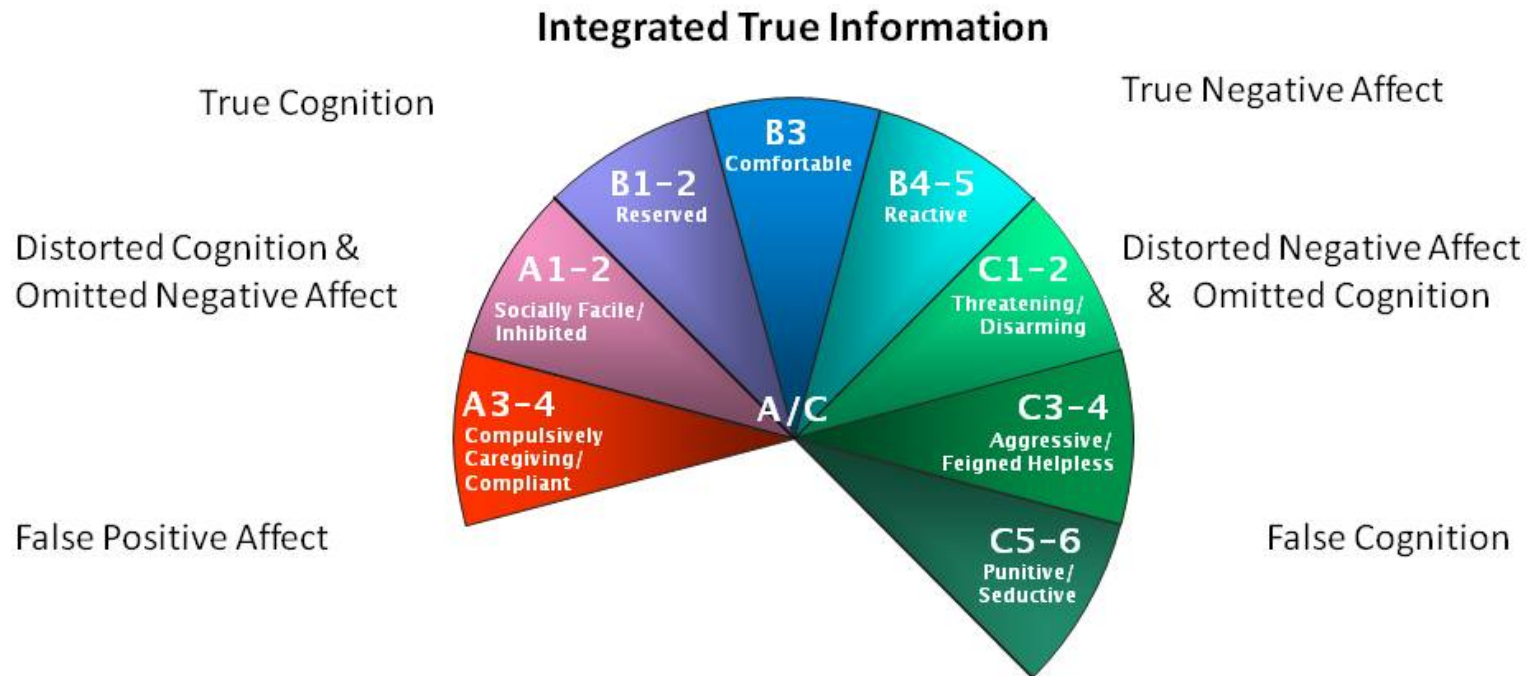 Integrated True Information
True Cognition
True Negative Affect
B3
Comfortable
B1-2
Reserved
B4-5
Reactive
Distorted Cognition &
Omitted Negative Affect
A1-2
Socially Facile/
Inhibited
C1-2
Threatening/
Disarming
Distorted Negative Affect
& Omitted Cognition
A3-4
Compulsively
Caregiving/
Compliant
A/C
C3-4
Aggressive/
Feigned Helpless
False Positive Affect
C5-6
Punitive/
Seductive
False Cognition